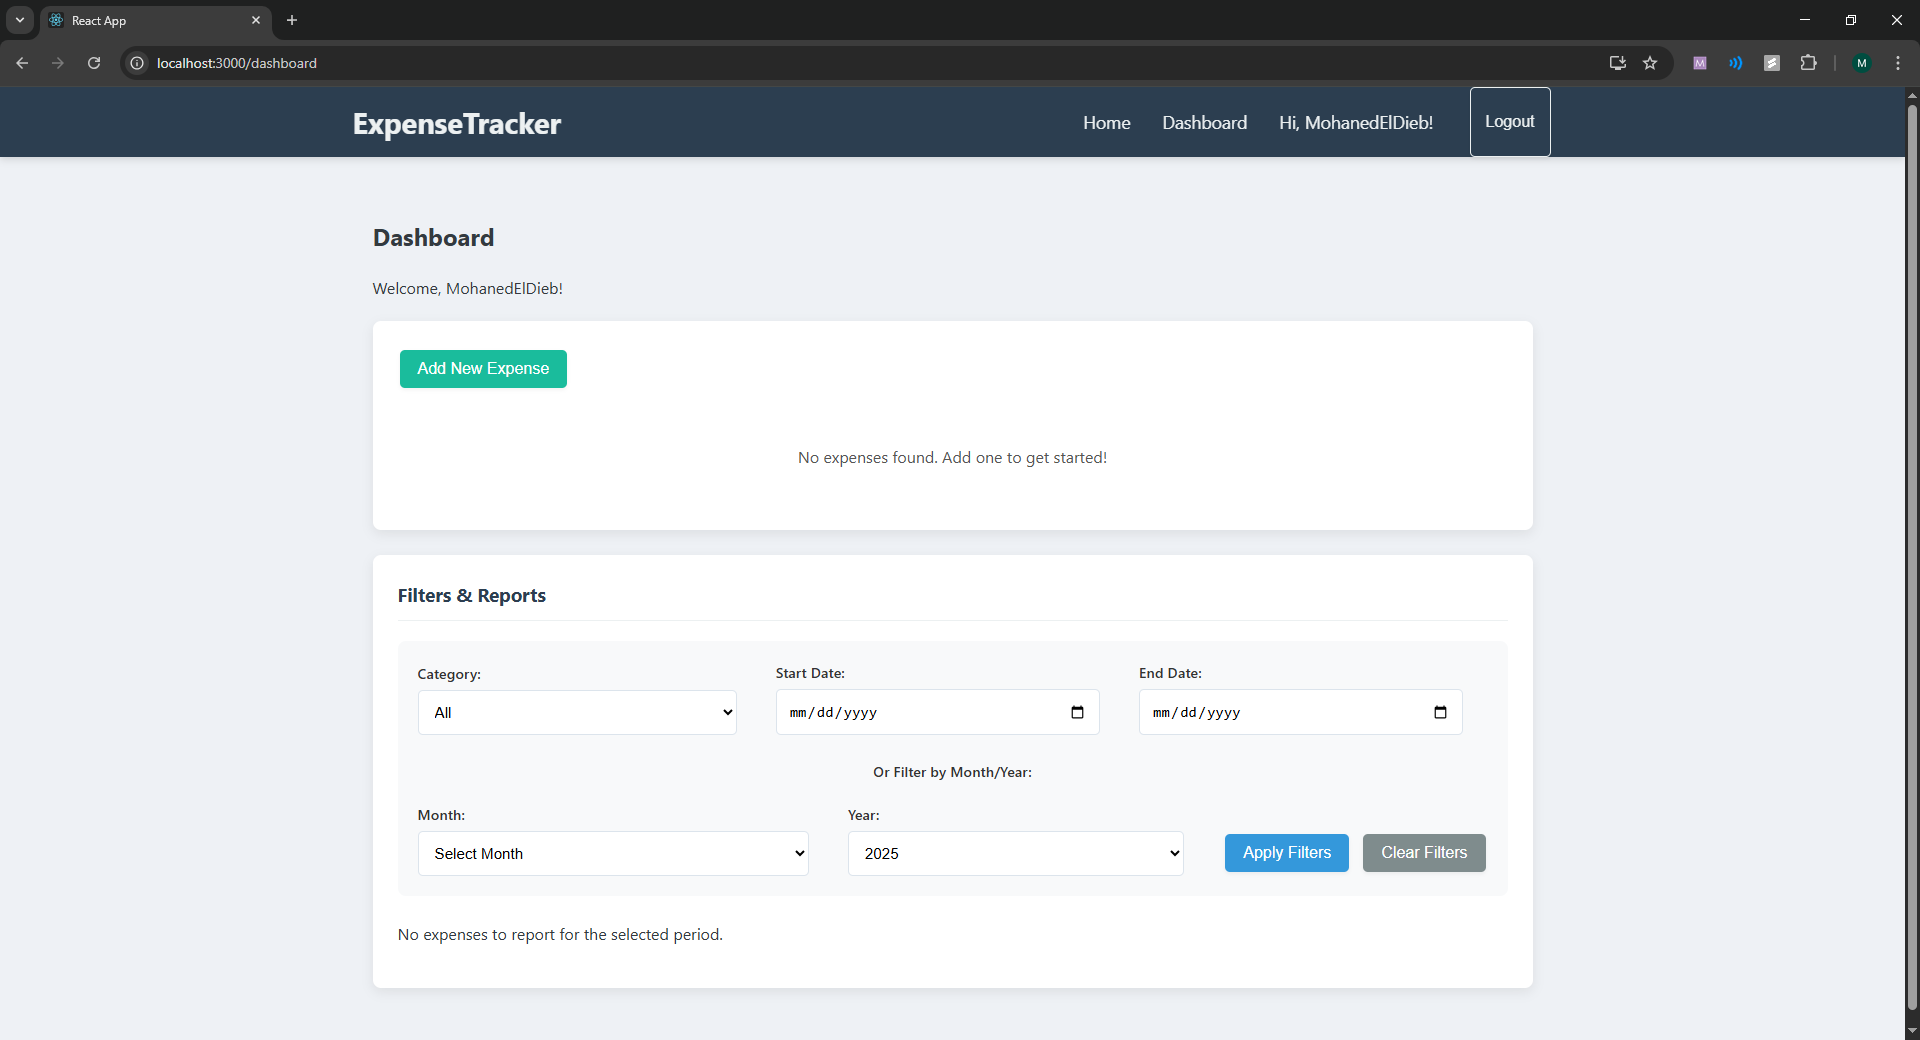 React App
localhost:3000/dashboard
M
M
ExpenseTracker
Home
Dashboard
Hi, MohanedElDieb!
Logout
Dashboard
Welcome, MohanedElDieb!
Add New Expense
No expenses found. Add one to get started!
Filters & Reports
Category:
Start Date:
End Date:
All
mm/dd/yyyy
mm/dd/yyyy
Or Filter by Month/Year:
Month:
Year:
Select Month
2025
Apply Filters
Clear Filters
No expenses to report for the selected period.